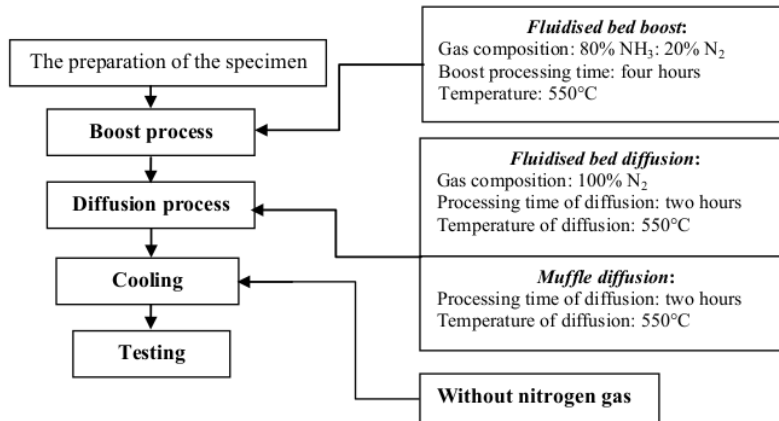 The preparation of the specimen
Boost process
Diffusion process
Cooling
Testing
Fluidised bed boost:
Gas composition: 80% NH₃: 20% N₂
Boost processing time: four hours
Temperature: 550°C
Fluidised bed diffusion:
Gas composition: 100% N₂
Processing time of diffusion: two hours
Temperature of diffusion: 550°C
Muffle diffusion:
Processing time of diffusion: two hours
Temperature of diffusion: 550°C
Without nitrogen gas